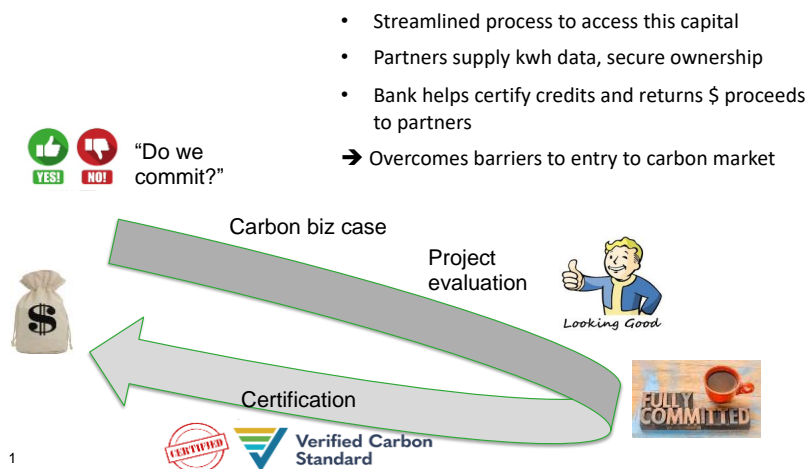 • Streamlined process to access this capital
• Partners supply kwh data, secure ownership
• Bank helps certify credits and returns $ proceeds
to partners
➔ Overcomes barriers to entry to carbon market
YES! NO!
“Do we
commit?”
Carbon biz case
Project
evaluation
Looking Good
$
FULLY
COMMITTED
Certification
CERTIFIED
Verified Carbon
Standard
1